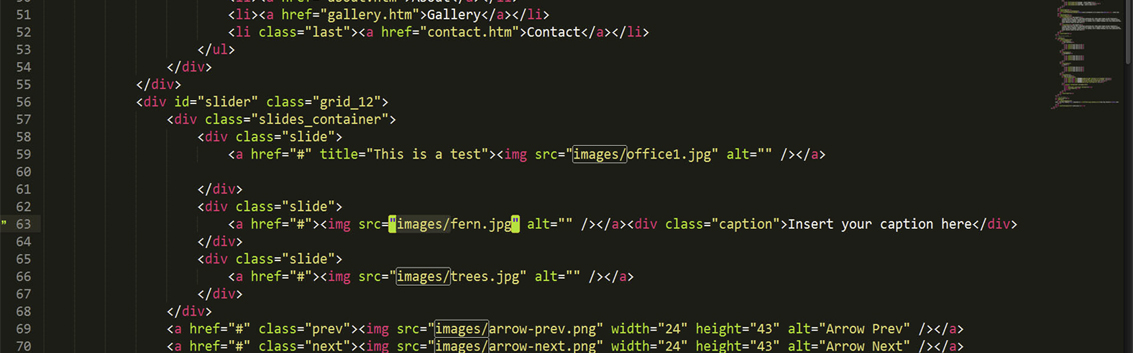 51 <li><a href="gallery.htm">Gallery</a></li>
52 <li class="last"><a href="contact.htm">Contact</a></li>
53 </ul>
54 </div>
55 </div>
56 <div id="slider" class="grid_12">
57 <div class="slides_container">
58 <div class="slide">
59 <a href="#" title="This is a test"><img src="images/office1.jpg" alt="" /></a>
60
61 </div>
62 <div class="slide">
63 <a href="#"><img src="images/fern.jpg" alt="" /></a><div class="caption">Insert your caption here</div>
64 </div>
65 <div class="slide">
66 <a href="#"><img src="images/trees.jpg" alt="" /></a>
67 </div>
68 </div>
69 <a href="#" class="prev"><img src="images/arrow-prev.png" width="24" height="43" alt="Arrow Prev" /></a>
70 <a href="#" class="next"><img src="images/arrow-next.png" width="24" height="43" alt="Arrow Next" /></a>